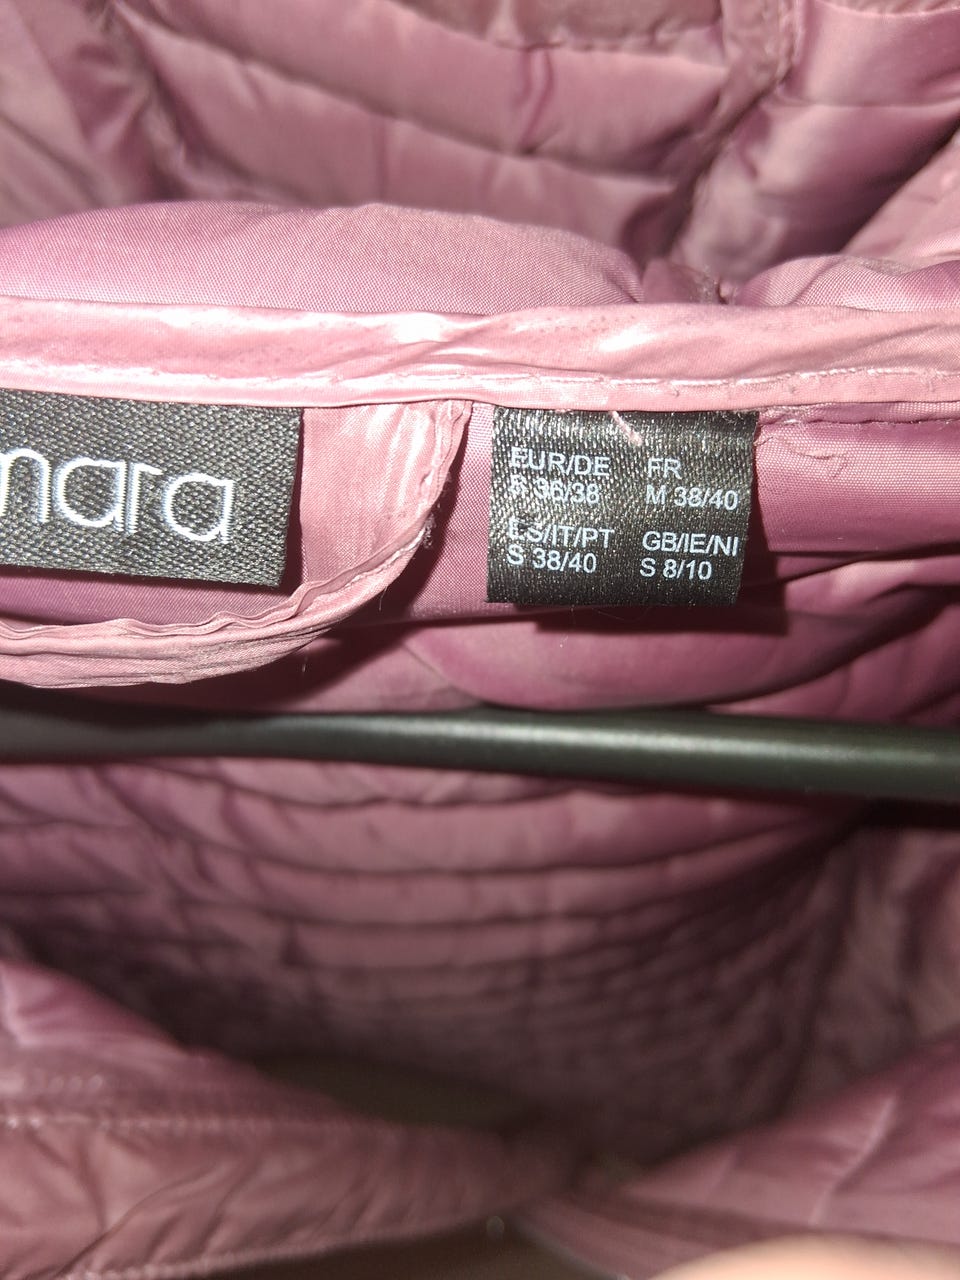 mara
EUR/DE FR
36/38 M 38/40
ES/IT/PT GB/IE/NI
S 38/40 S 8/10